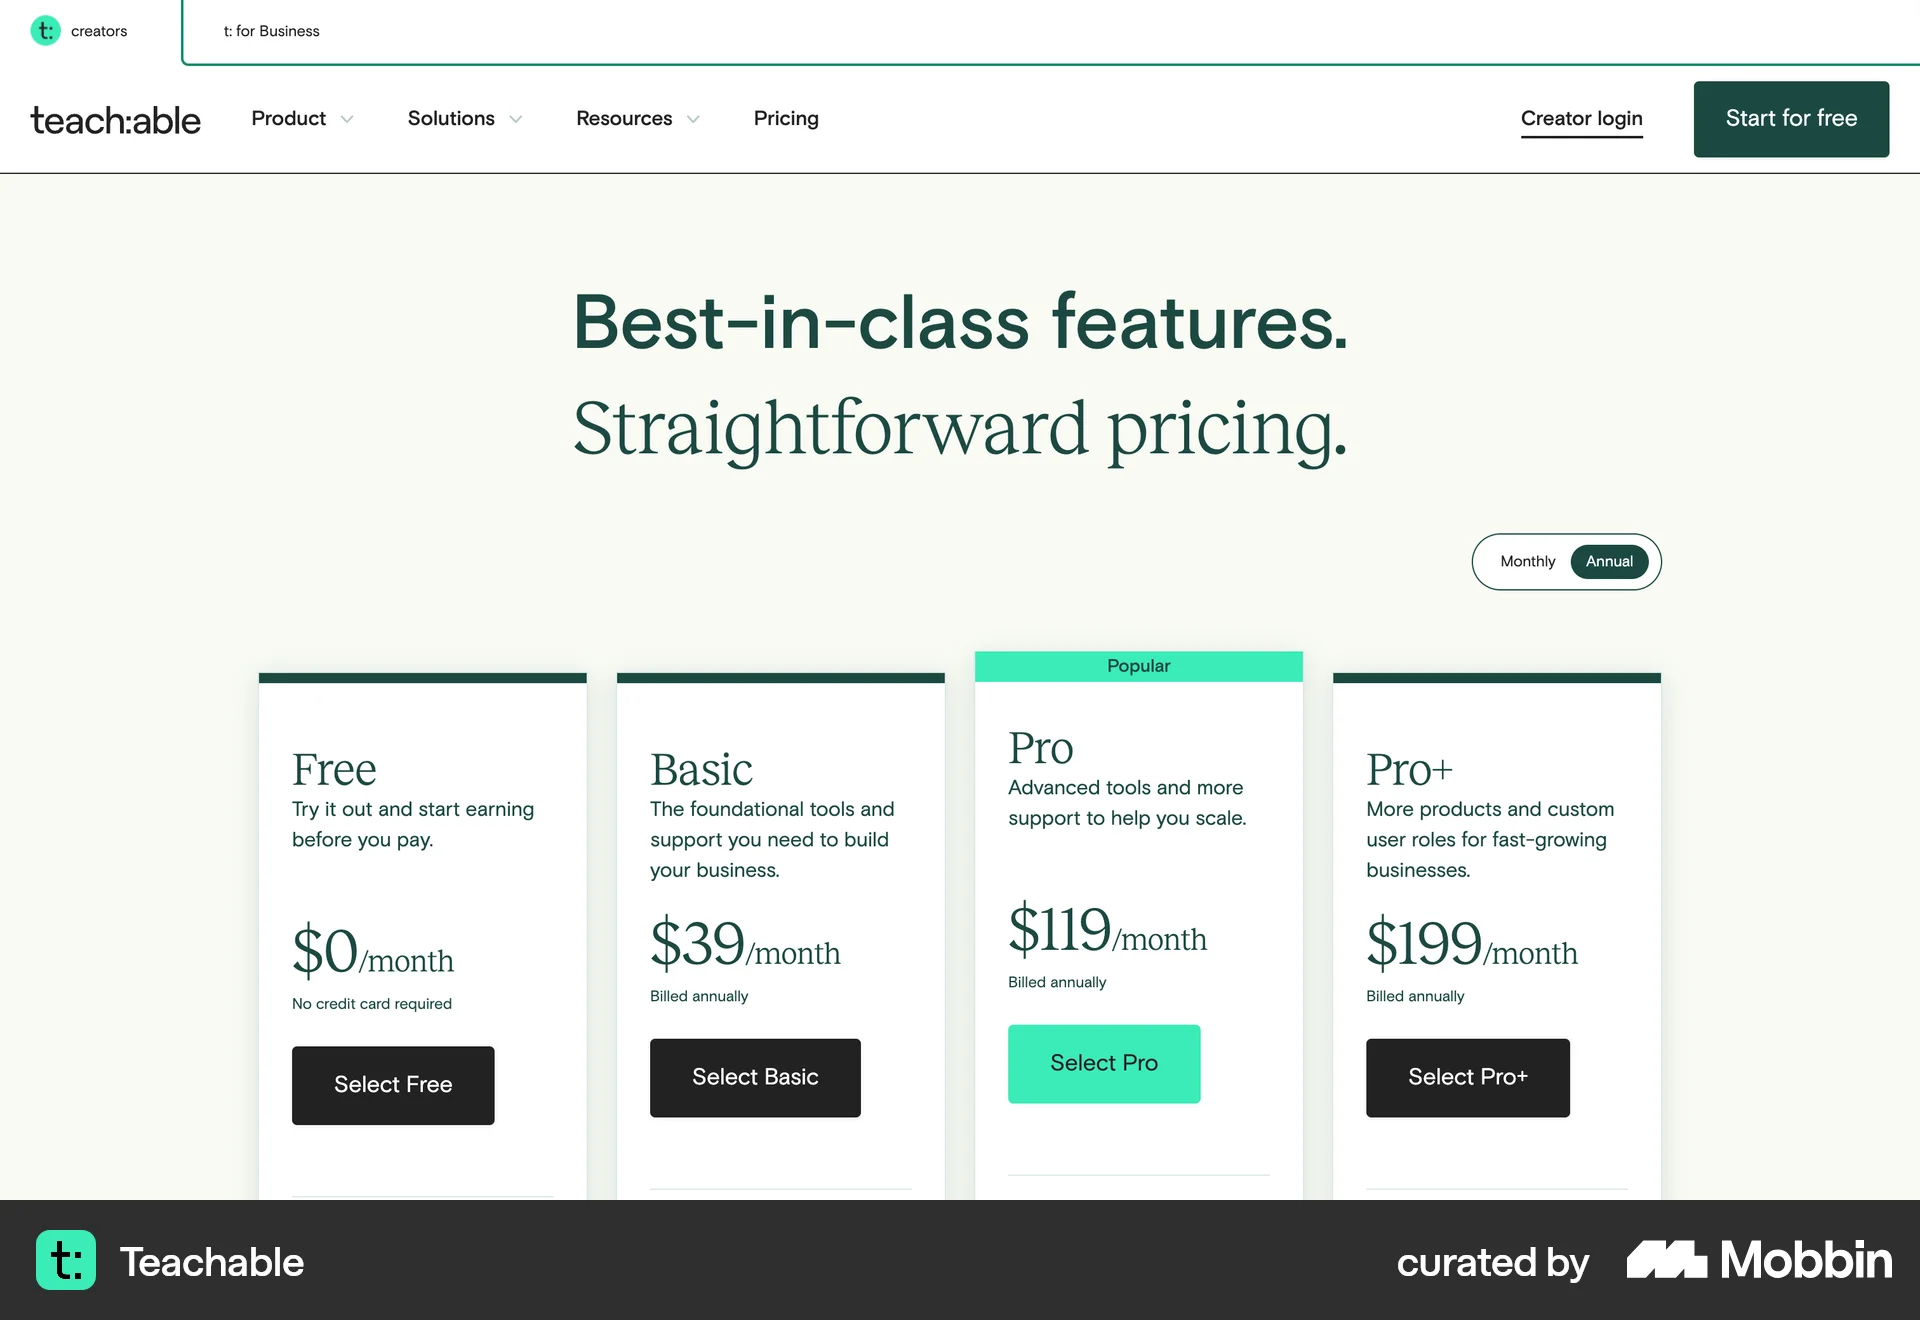 t: creators
t: for Business
teach:able
Product
Solutions
Resources
Pricing
Creator login
Start for free
Best-in-class features.
Straightforward pricing.
Monthly
Annual
Free
Try it out and start earning
before you pay.
$0/month
No credit card required
Select Free
Basic
The foundational tools and
support you need to build
your business.
$39/month
Billed annually
Select Basic
Popular
Pro
Advanced tools and more
support to help you scale.
$119/month
Billed annually
Select Pro
Pro+
More products and custom
user roles for fast-growing
businesses.
$199/month
Billed annually
Select Pro+
t: Teachable
curated by Mobbin